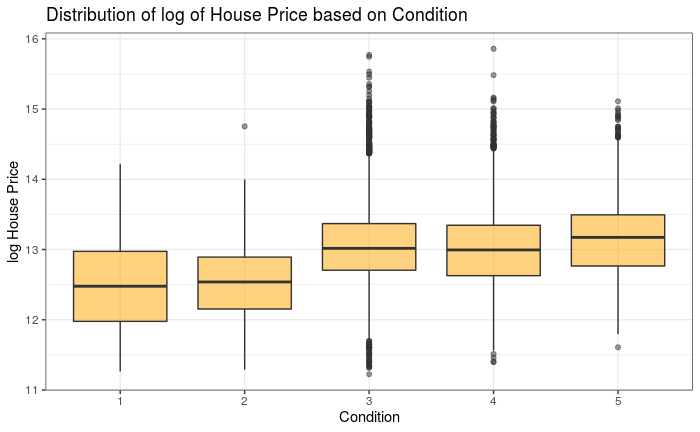 Distribution of log of House Price based on Condition
16
15
14
13
12
11
log House Price
1 2 3 4 5
Condition